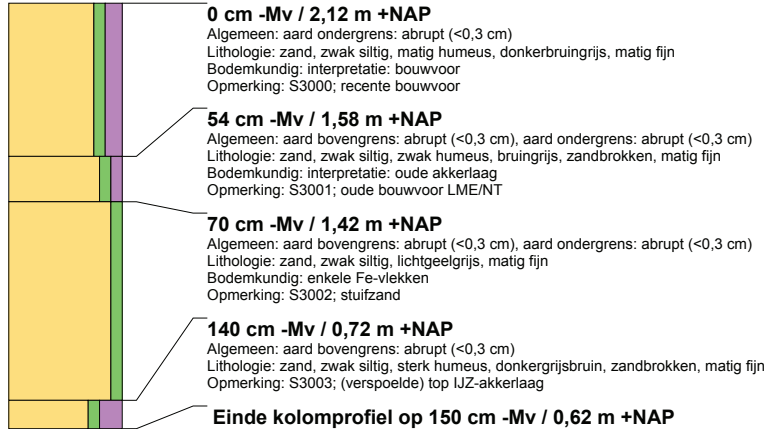 0 cm -Mv / 2,12 m +NAP
Algemeen: aard ondergrens: abrupt (<0,3 cm)
Lithologie: zand, zwak siltig, matig humeus, donkerbruingrijs, matig fijn
Bodemkundig: interpretatie: bouwvoor
Opmerking: S3000; recente bouwvoor
54 cm -Mv / 1,58 m +NAP
Algemeen: aard bovengrens: abrupt (<0,3 cm), aard ondergrens: abrupt (<0,3 cm)
Lithologie: zand, zwak siltig, zwak humeus, bruingrijs, zandbrokken, matig fijn
Bodemkundig: interpretatie: oude akkerlaag
Opmerking: S3001; oude bouwvoor LME/NT
70 cm -Mv / 1,42 m +NAP
Algemeen: aard bovengrens: abrupt (<0,3 cm), aard ondergrens: abrupt (<0,3 cm)
Lithologie: zand, zwak siltig, lichtgeelgrijs, matig fijn
Bodemkundig: enkele Fe-vlekken
Opmerking: S3002; stuifzand
140 cm -Mv / 0,72 m +NAP
Algemeen: aard bovengrens: abrupt (<0,3 cm)
Lithologie: zand, zwak siltig, sterk humeus, donkergrijsbruin, zandbrokken, matig fijn
Opmerking: S3003; (verspoelde) top IJZ-akkerlaag
Einde kolomprofiel op 150 cm -Mv / 0,62 m +NAP